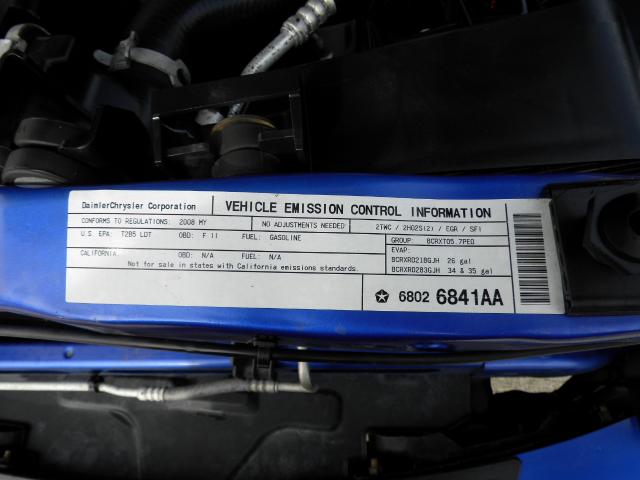 DaimlerChrysler Corporation VEHICLE EMISSION CONTROL INFORMATION
CONFORMS TO REGULATIONS: 2008 MY NO ADJUSTMENTS NEEDED 2TWC / 2HO2S(2) / EGR / SFI
U.S. EPA: T2B5 LDT OBD: F II FUEL: GASOLINE GROUP: 8CRXT05.7PE0
EVAP:
CALIFORNIA: OBD: N/A FUEL: N/A 8CRXR0218GJH 26 gal
Not for sale in states with California emissions standards. 8CRXR0283GJH 34 & 35 gal
6802 6841AA